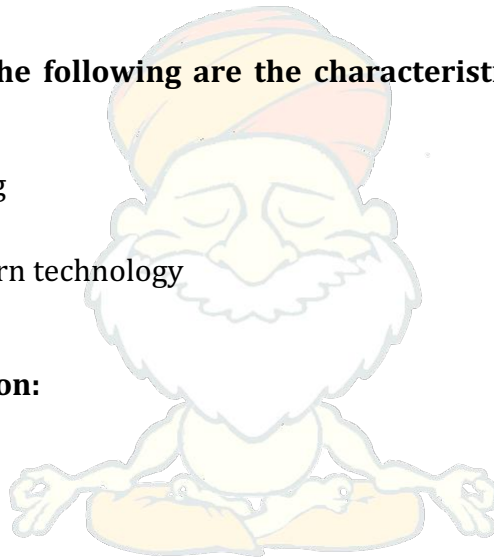 he following are the characteristi
g
rn technology
on: